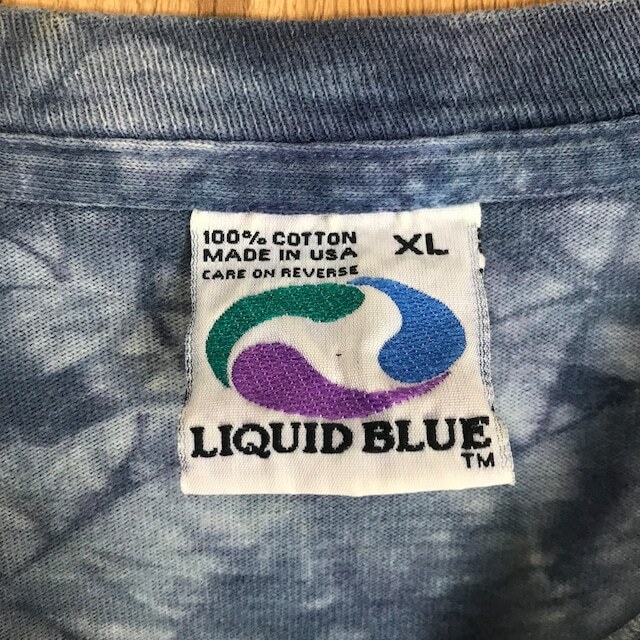 100% COTTON XL
MADE IN USA
CARE ON REVERSE
LIQUID BLUE
TM